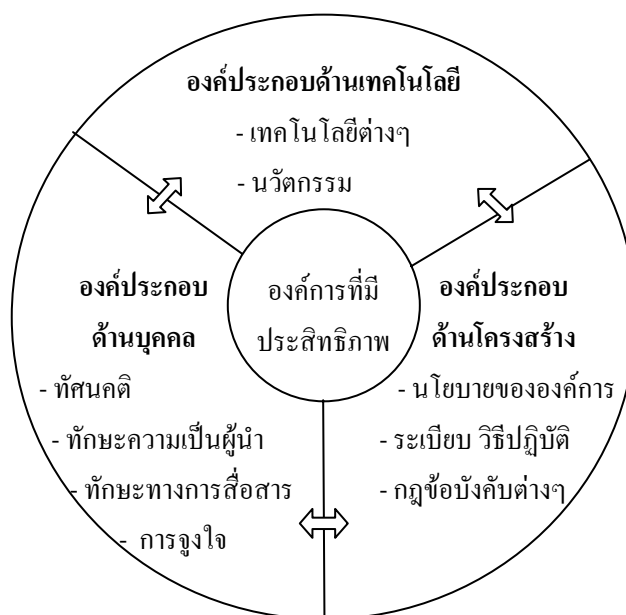 องค์ประกอบด้านเทคโนโลยี
- เทคโนโลยีต่างๆ
- นวัตกรรม
องค์ประกอบ
ด้านบุคคล
- ทัศนคติ
- ทักษะความเป็นผู้นำ
- ทักษะทางการสื่อสาร
- การจูงใจ
องค์การที่มี
ประสิทธิภาพ
องค์ประกอบ
ด้านโครงสร้าง
- นโยบายขององค์การ
- ระเบียบ วิธีปฏิบัติ
- กฎข้อบังคับต่างๆ